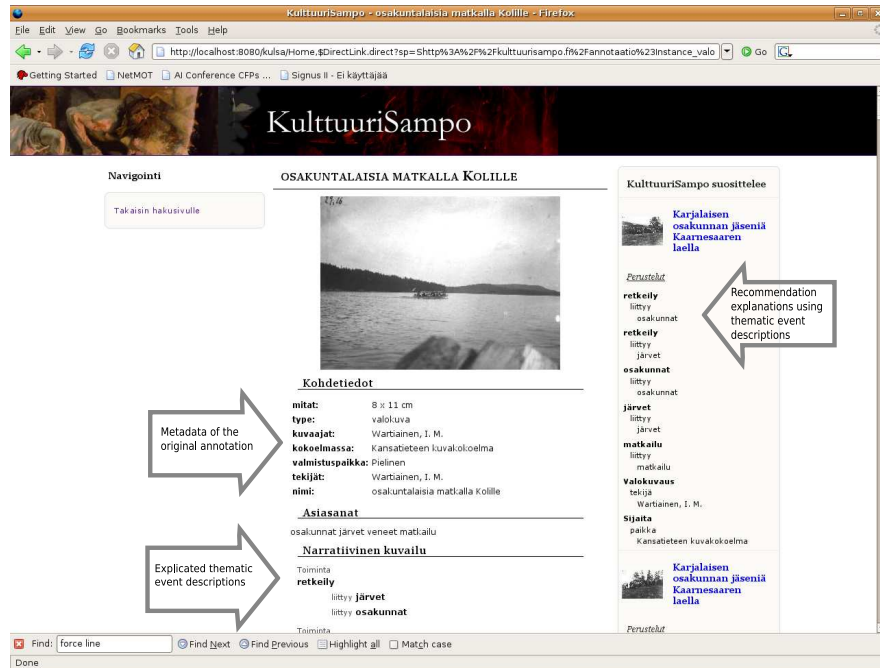 KulttuuriSampo - osakuntalaisia matkalla Kolille - Firefox
File Edit View Go Bookmarks Tools Help
http://localhost:8080/kulsa/Home,$DirectLink.direct?sp=Shttp%3A%2F%2Fkulttuurisampo.fi%2Fannotaatio%23Instance_valo
Go
G
Getting Started NetMOT AI Conference CFPs ... Signus II - Ei käyttäjää
KulttuuriSampo
Navigointi
Takaisin hakusivulle
OSAKUNTALAISIA MATKALLA KOLILLE
Kohdetiedot
mitat: 8 x 11 cm
type: valokuva
kuvaajat: Wartiainen, I. M.
kokoelmassa: Kansatieteen kuvakokoelma
valmistuspaikka: Pielinen
tekijät: Wartiainen, I. M.
nimi: osakuntalaisia matkalla Kolille
Asiasanat
osakunnat järvet veneet matkailu
Narratiivinen kuvailu
Toiminta
retkeily
liittyy järvet
liittyy osakunnat
Toiminta
KulttuuriSampo suosittelee
Karjalaisen
osakunnan jäseniä
Kaarnesaaren
laella
Perustelut
retkeily
liittyy
osakunnat
retkeily
liittyy
järvet
osakunnat
liittyy
osakunnat
järvet
liittyy
järvet
matkailu
liittyy
matkailu
Valokuvaus
tekijä
Wartiainen, I. M.
Sijaita
paikka
Kansatieteen kuvakokoelma
Karjalaisen
osakunnan jäseniä
Kaarnesaaren
laella
Perustelut
Metadata of the
original annotation
Explicated thematic
event descriptions
Recommendation
explanations using
thematic event
descriptions
Find: force line Find Next Find Previous Highlight all Match case
Done